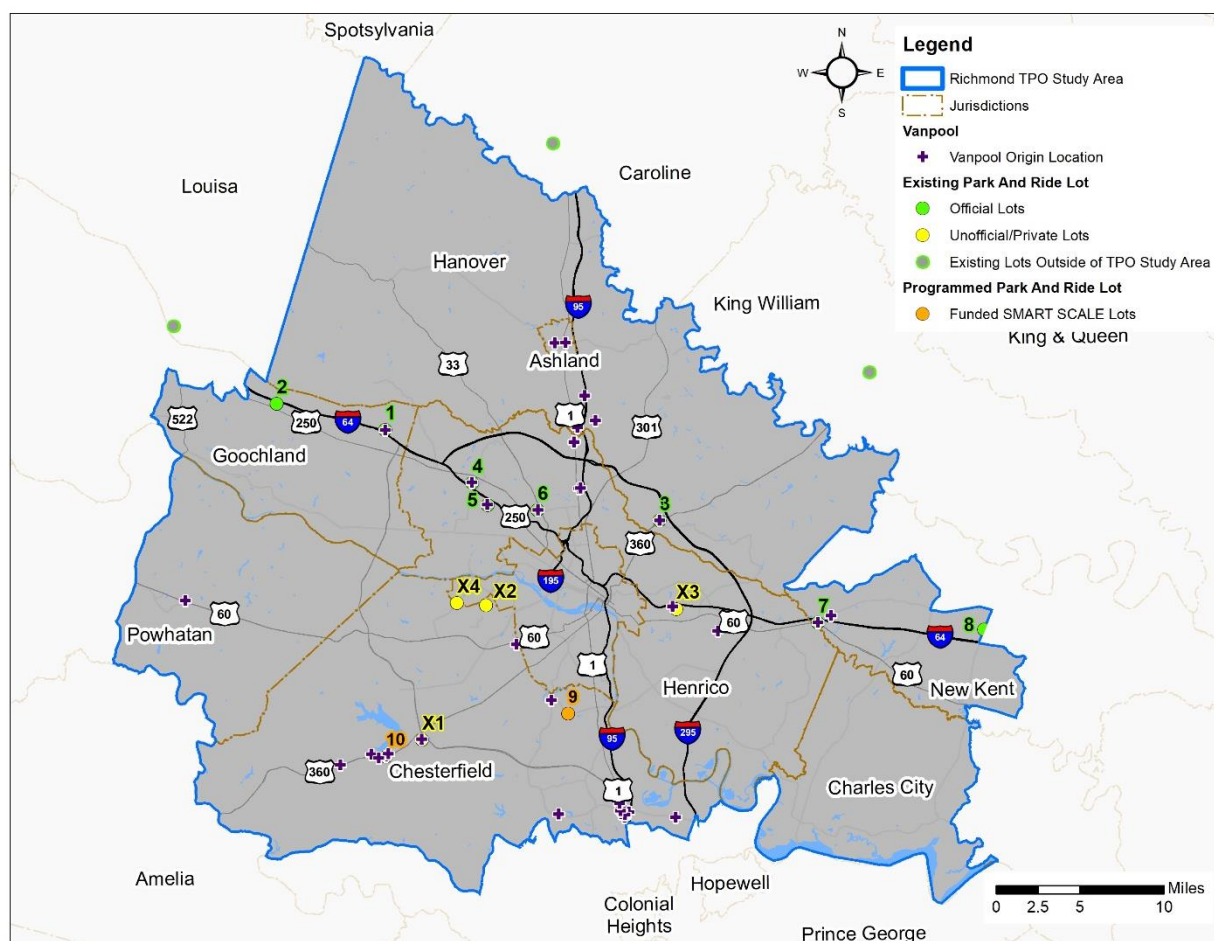 Spotsylvania
N
W
E
S
Legend
Richmond TPO Study Area
Jurisdictions
Vanpool
Vanpool Origin Location
Existing Park And Ride Lot
Official Lots
Unofficial/Private Lots
Existing Lots Outside of TPO Study Area
Programmed Park And Ride Lot
Funded SMART SCALE Lots
Louisa
Caroline
Hanover
95
King William
King & Queen
Ashland
33
2
1
522
250
64
1
301
Goochland
4
5
6
3
250
360
195
X4
X2
X3
7
8
60
Powhatan
60
60
64
1
60
Henrico
New Kent
9
X1
10
95
295
360
Chesterfield
1
Charles City
Amelia
Hopewell
Colonial
Heights
Prince George
Miles
0
2.5
5
10